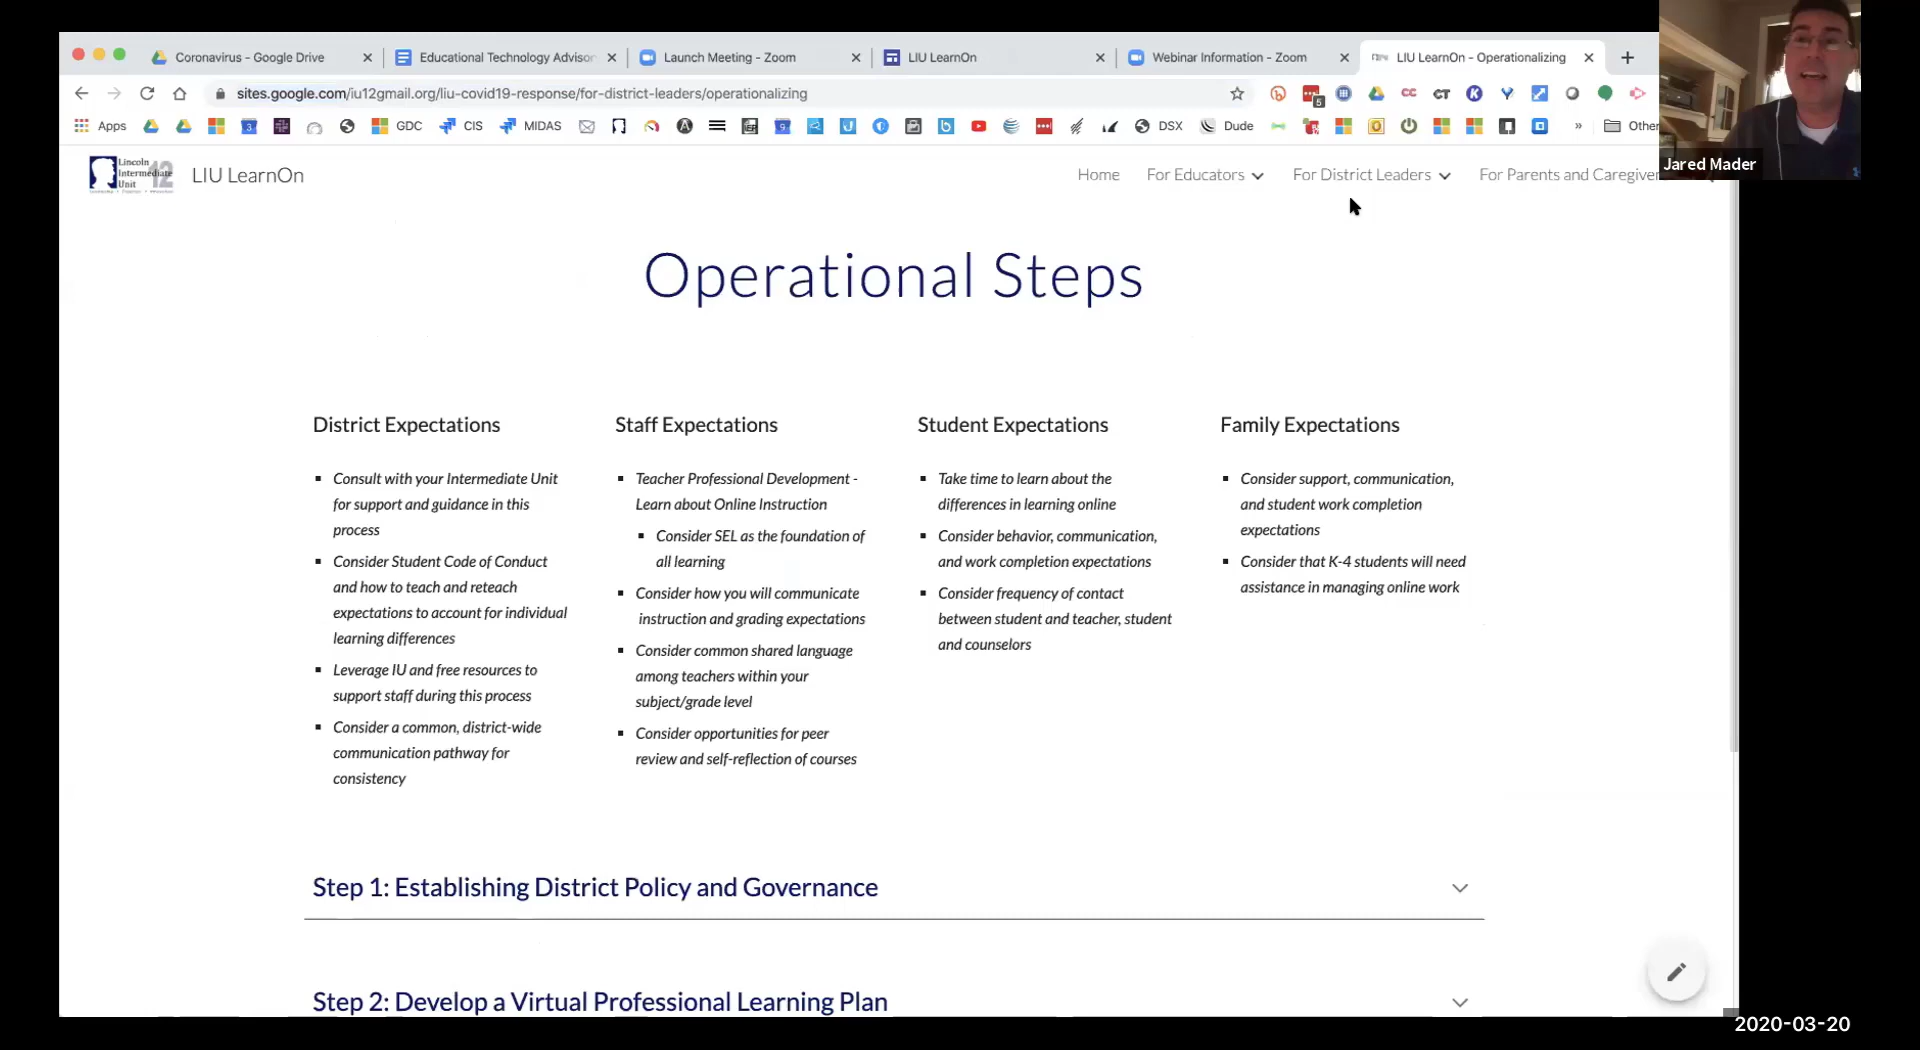 Coronavirus - Google Drive
Educational Technology Advisor
Launch Meeting - Zoom
LIU LearnOn
Webinar Information - Zoom
LIU LearnOn - Operationalizing
sites.google.com/iu12gmail.org/liu-covid19-response/for-district-leaders/operationalizing
Apps
GDC
CIS
MIDAS
DSX
Dude
Other
Jared Mader
Lincoln
Intermediate
Unit
12
LIU LearnOn
Home
For Educators
For District Leaders
For Parents and Caregiver
Operational Steps
District Expectations
Consult with your Intermediate Unit
for support and guidance in this
process
Consider Student Code of Conduct
and how to teach and reteach
expectations to account for individual
learning differences
Leverage IU and free resources to
support staff during this process
Consider a common, district-wide
communication pathway for
consistency
Staff Expectations
Teacher Professional Development -
Learn about Online Instruction
Consider SEL as the foundation of
all learning
Consider how you will communicate
instruction and grading expectations
Consider common shared language
among teachers within your
subject/grade level
Consider opportunities for peer
review and self-reflection of courses
Student Expectations
Take time to learn about the
differences in learning online
Consider behavior, communication,
and work completion expectations
Consider frequency of contact
between student and teacher, student
and counselors
Family Expectations
Consider support, communication,
and student work completion
expectations
Consider that K-4 students will need
assistance in managing online work
Step 1: Establishing District Policy and Governance
Step 2: Develop a Virtual Professional Learning Plan
2020-03-20